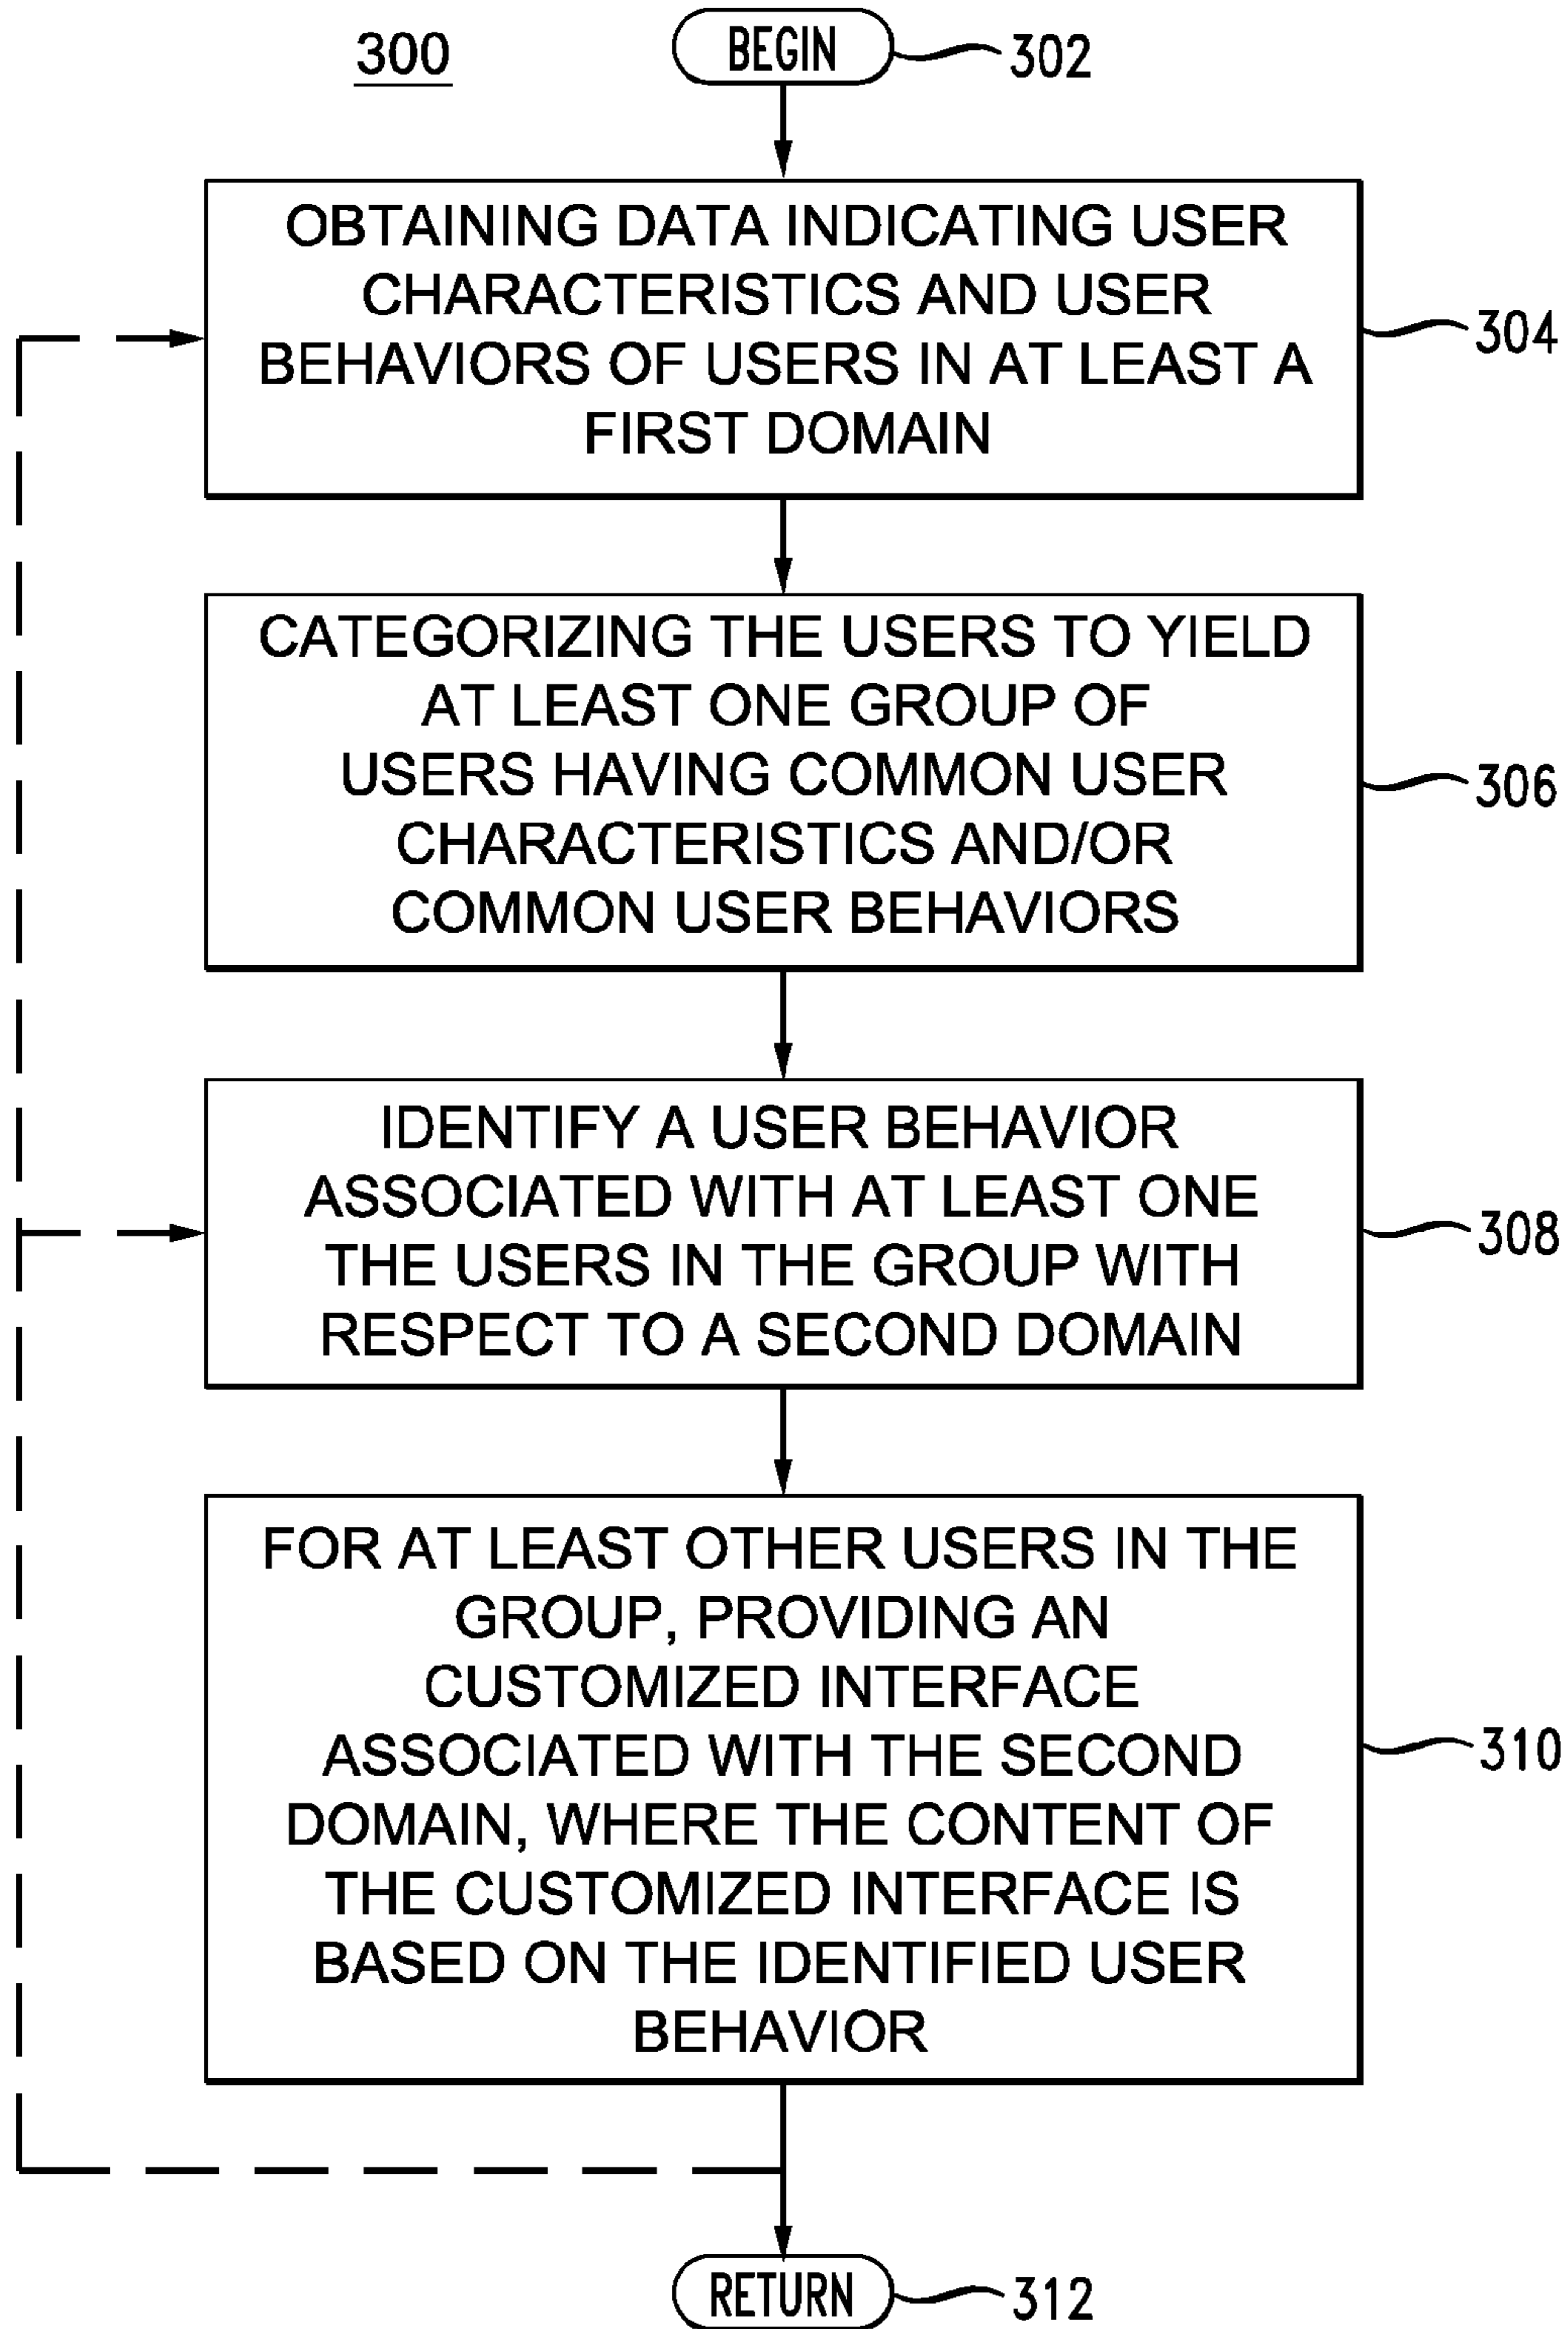 300
BEGIN
302
OBTAINING DATA INDICATING USER
CHARACTERISTICS AND USER
BEHAVIORS OF USERS IN AT LEAST A
FIRST DOMAIN
304
CATEGORIZING THE USERS TO YIELD
AT LEAST ONE GROUP OF
USERS HAVING COMMON USER
CHARACTERISTICS AND/OR
COMMON USER BEHAVIORS
306
IDENTIFY A USER BEHAVIOR
ASSOCIATED WITH AT LEAST ONE
THE USERS IN THE GROUP WITH
RESPECT TO A SECOND DOMAIN
308
FOR AT LEAST OTHER USERS IN THE
GROUP, PROVIDING AN
CUSTOMIZED INTERFACE
ASSOCIATED WITH THE SECOND
DOMAIN, WHERE THE CONTENT OF
THE CUSTOMIZED INTERFACE IS
BASED ON THE IDENTIFIED USER
BEHAVIOR
310
RETURN
312